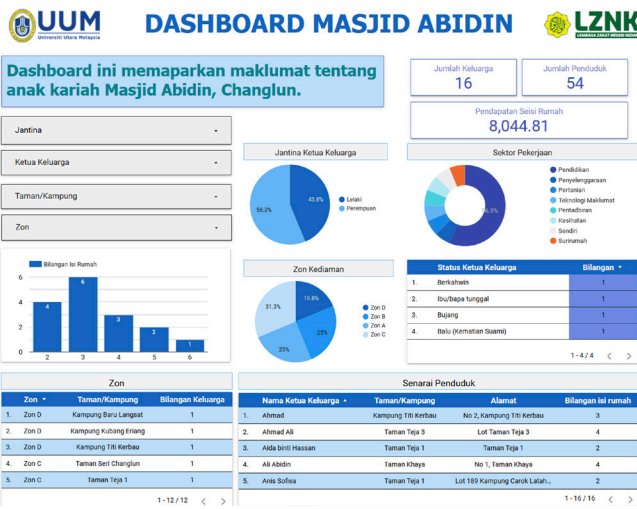 UUM
Universiti Utara Malaysia
DASHBOARD MASJID ABIDIN
LZNK
LEMBAGA ZAKAT NEGERI KEDAH
Dashboard ini memaparkan maklumat tentang
anak kariah Masjid Abidin, Changlun.
Jumlah Keluarga
16
Jumlah Penduduk
54
Pendapatan Seisi Rumah
8,044.81
Jantina
Ketua Keluarga
Taman/Kampung
Zon
Jantina Ketua Keluarga
43.8%
56.3%
Lelaki
Perempuan
Sektor Pekerjaan
Pendidikan
Penyelenggaraan
Pertanian
Teknologi Maklumat
Pentadbiran
Kesihatan
Sendiri
Surirumah
Bilangan Isi Rumah
6
4
2
0
4
6
3
2
1
2 3 4 5 6
Zon Kediaman
18.8%
25%
25%
31.3%
Zon D
Zon B
Zon A
Zon C
Status Ketua Keluarga Bilangan
1. Berkahwin 1
2. Ibu/bapa tunggal 1
3. Bujang 1
4. Balu (Kematian Suami) 1
1 - 4 / 4 < >
Zon
Zon Taman/Kampung Bilangan Keluarga
1. Zon D Kampung Baru Langsat 1
2. Zon D Kampung Kubang Eriang 1
3. Zon D Kampung Titi Kerbau 1
4. Zon C Taman Seri Changlun 1
5. Zon C Taman Teja 1 1
1 - 12 / 12 < >
Senarai Penduduk
Nama Ketua Keluarga Taman/Kampung Alamat Bilangan isi rumah
1. Ahmad Kampung Titi Kerbau No 2, Kampung Titi Kerbau 3
2. Ahmad Ali Taman Teja 3 Lot Taman Teja 3 4
3. Aida binti Hassan Taman Teja 1 Taman Teja 1 2
4. Ali Abidin Taman Khaya No 1, Taman Khaya 4
5. Anis Sofiea Taman Teja 1 Lot 189 Kampung Carok Latah... 2
1 - 16 / 16 < >